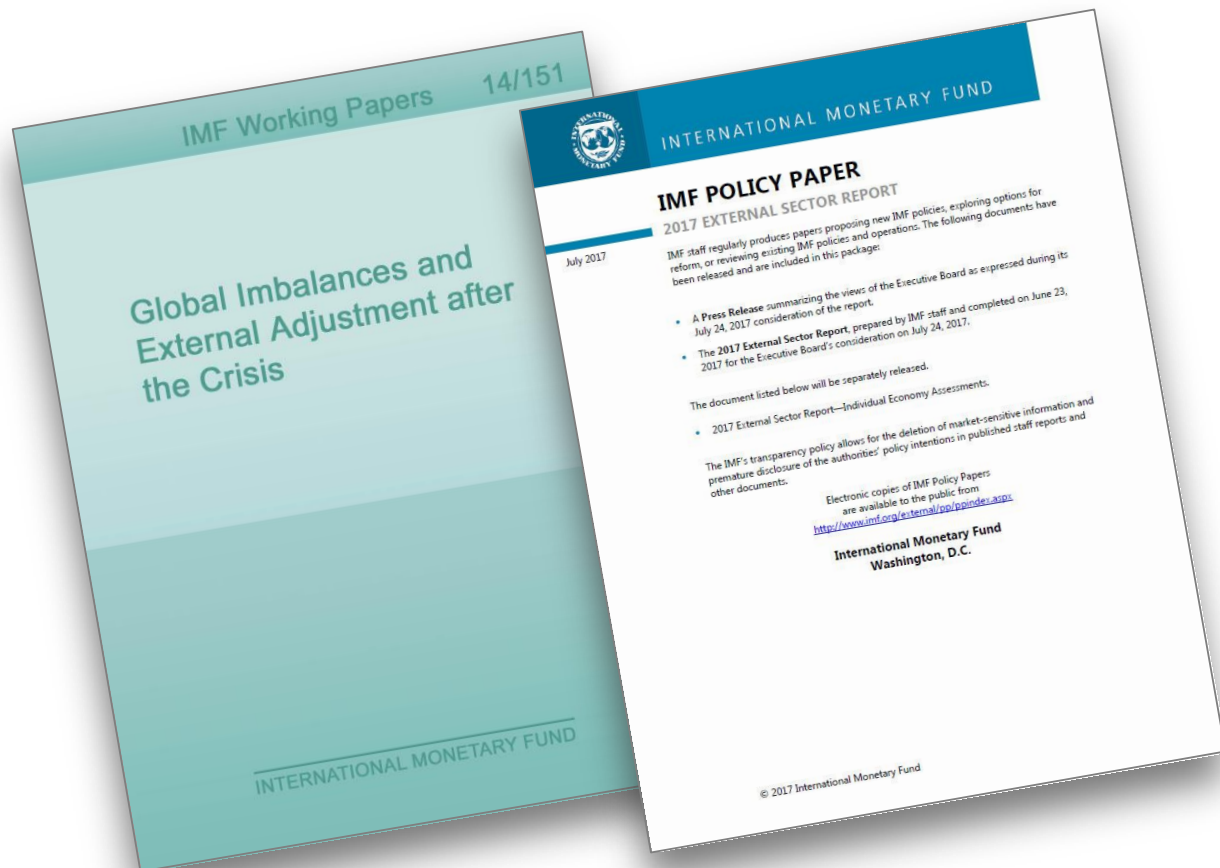 IMF Working Papers 14/151
Global Imbalances and
External Adjustment after
the Crisis
INTERNATIONAL MONETARY FUND
INTERNATIONAL MONETARY FUND
INTERNATIONAL MONETARY FUND
IMF POLICY PAPER
2017 EXTERNAL SECTOR REPORT
July 2017
IMF staff regularly produces papers proposing new IMF policies, exploring options for
reform, or reviewing existing IMF policies and operations. The following documents have
been released and are included in this package:
• A Press Release summarizing the views of the Executive Board as expressed during its
July 24, 2017 consideration of the report.
• The 2017 External Sector Report, prepared by IMF staff and completed on June 23,
2017 for the Executive Board's consideration on July 24, 2017.
The document listed below will be separately released.
• 2017 External Sector Report—Individual Economy Assessments.
The IMF's transparency policy allows for the deletion of market-sensitive information and
premature disclosure of the authorities' policy intentions in published staff reports and
other documents.
Electronic copies of IMF Policy Papers
are available to the public from
http://www.imf.org/external/pp/ppindex.aspx
International Monetary Fund
Washington, D.C.
© 2017 International Monetary Fund